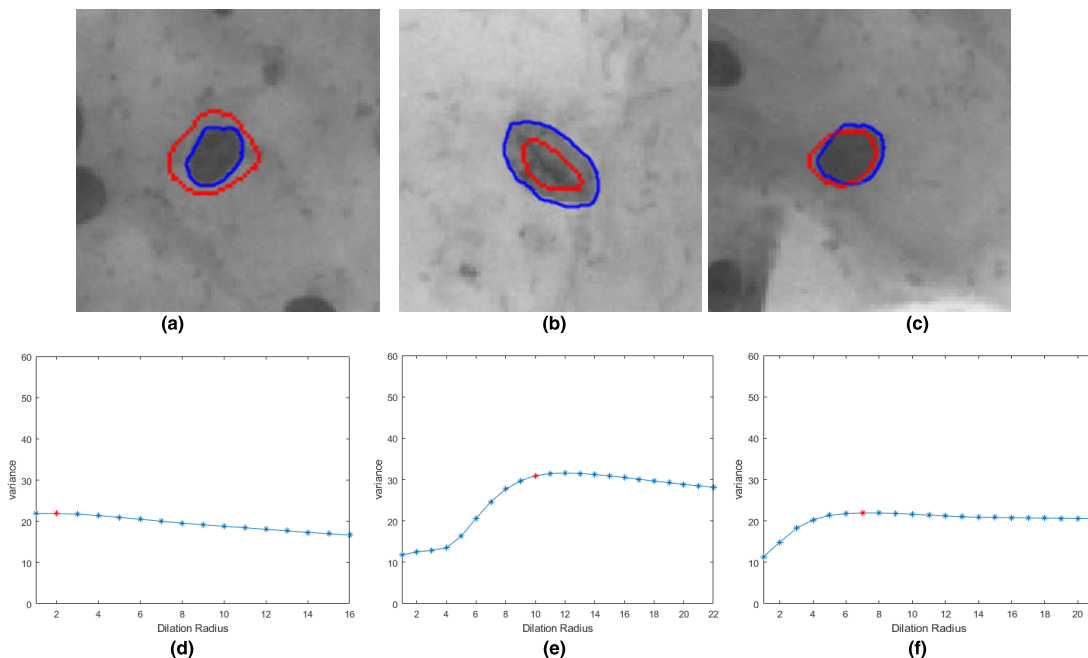 (a) (b) (c)
60 50 40 30 20 10 0
variance
2 4 6 8 10 12 14 16
Dilation Radius
(d)
60 50 40 30 20 10 0
variance
2 4 6 8 10 12 14 16 18 20 22
Dilation Radius
(e)
60 50 40 30 20 10 0
variance
2 4 6 8 10 12 14 16 18 20
Dilation Radius
(f)